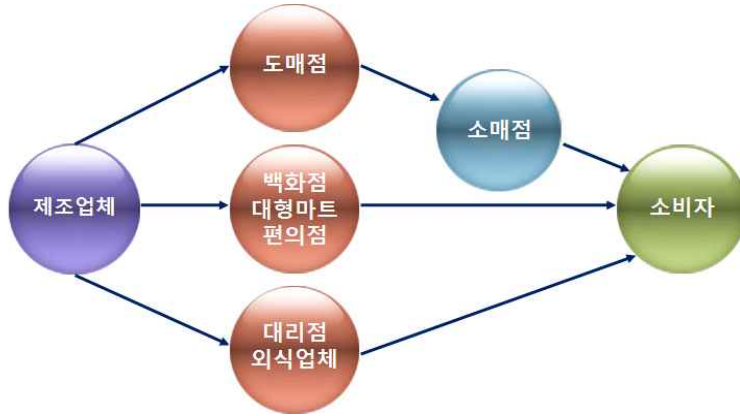 도매점
소매점
제조업체
백화점
대형마트
편의점
소비자
대리점
외식업체